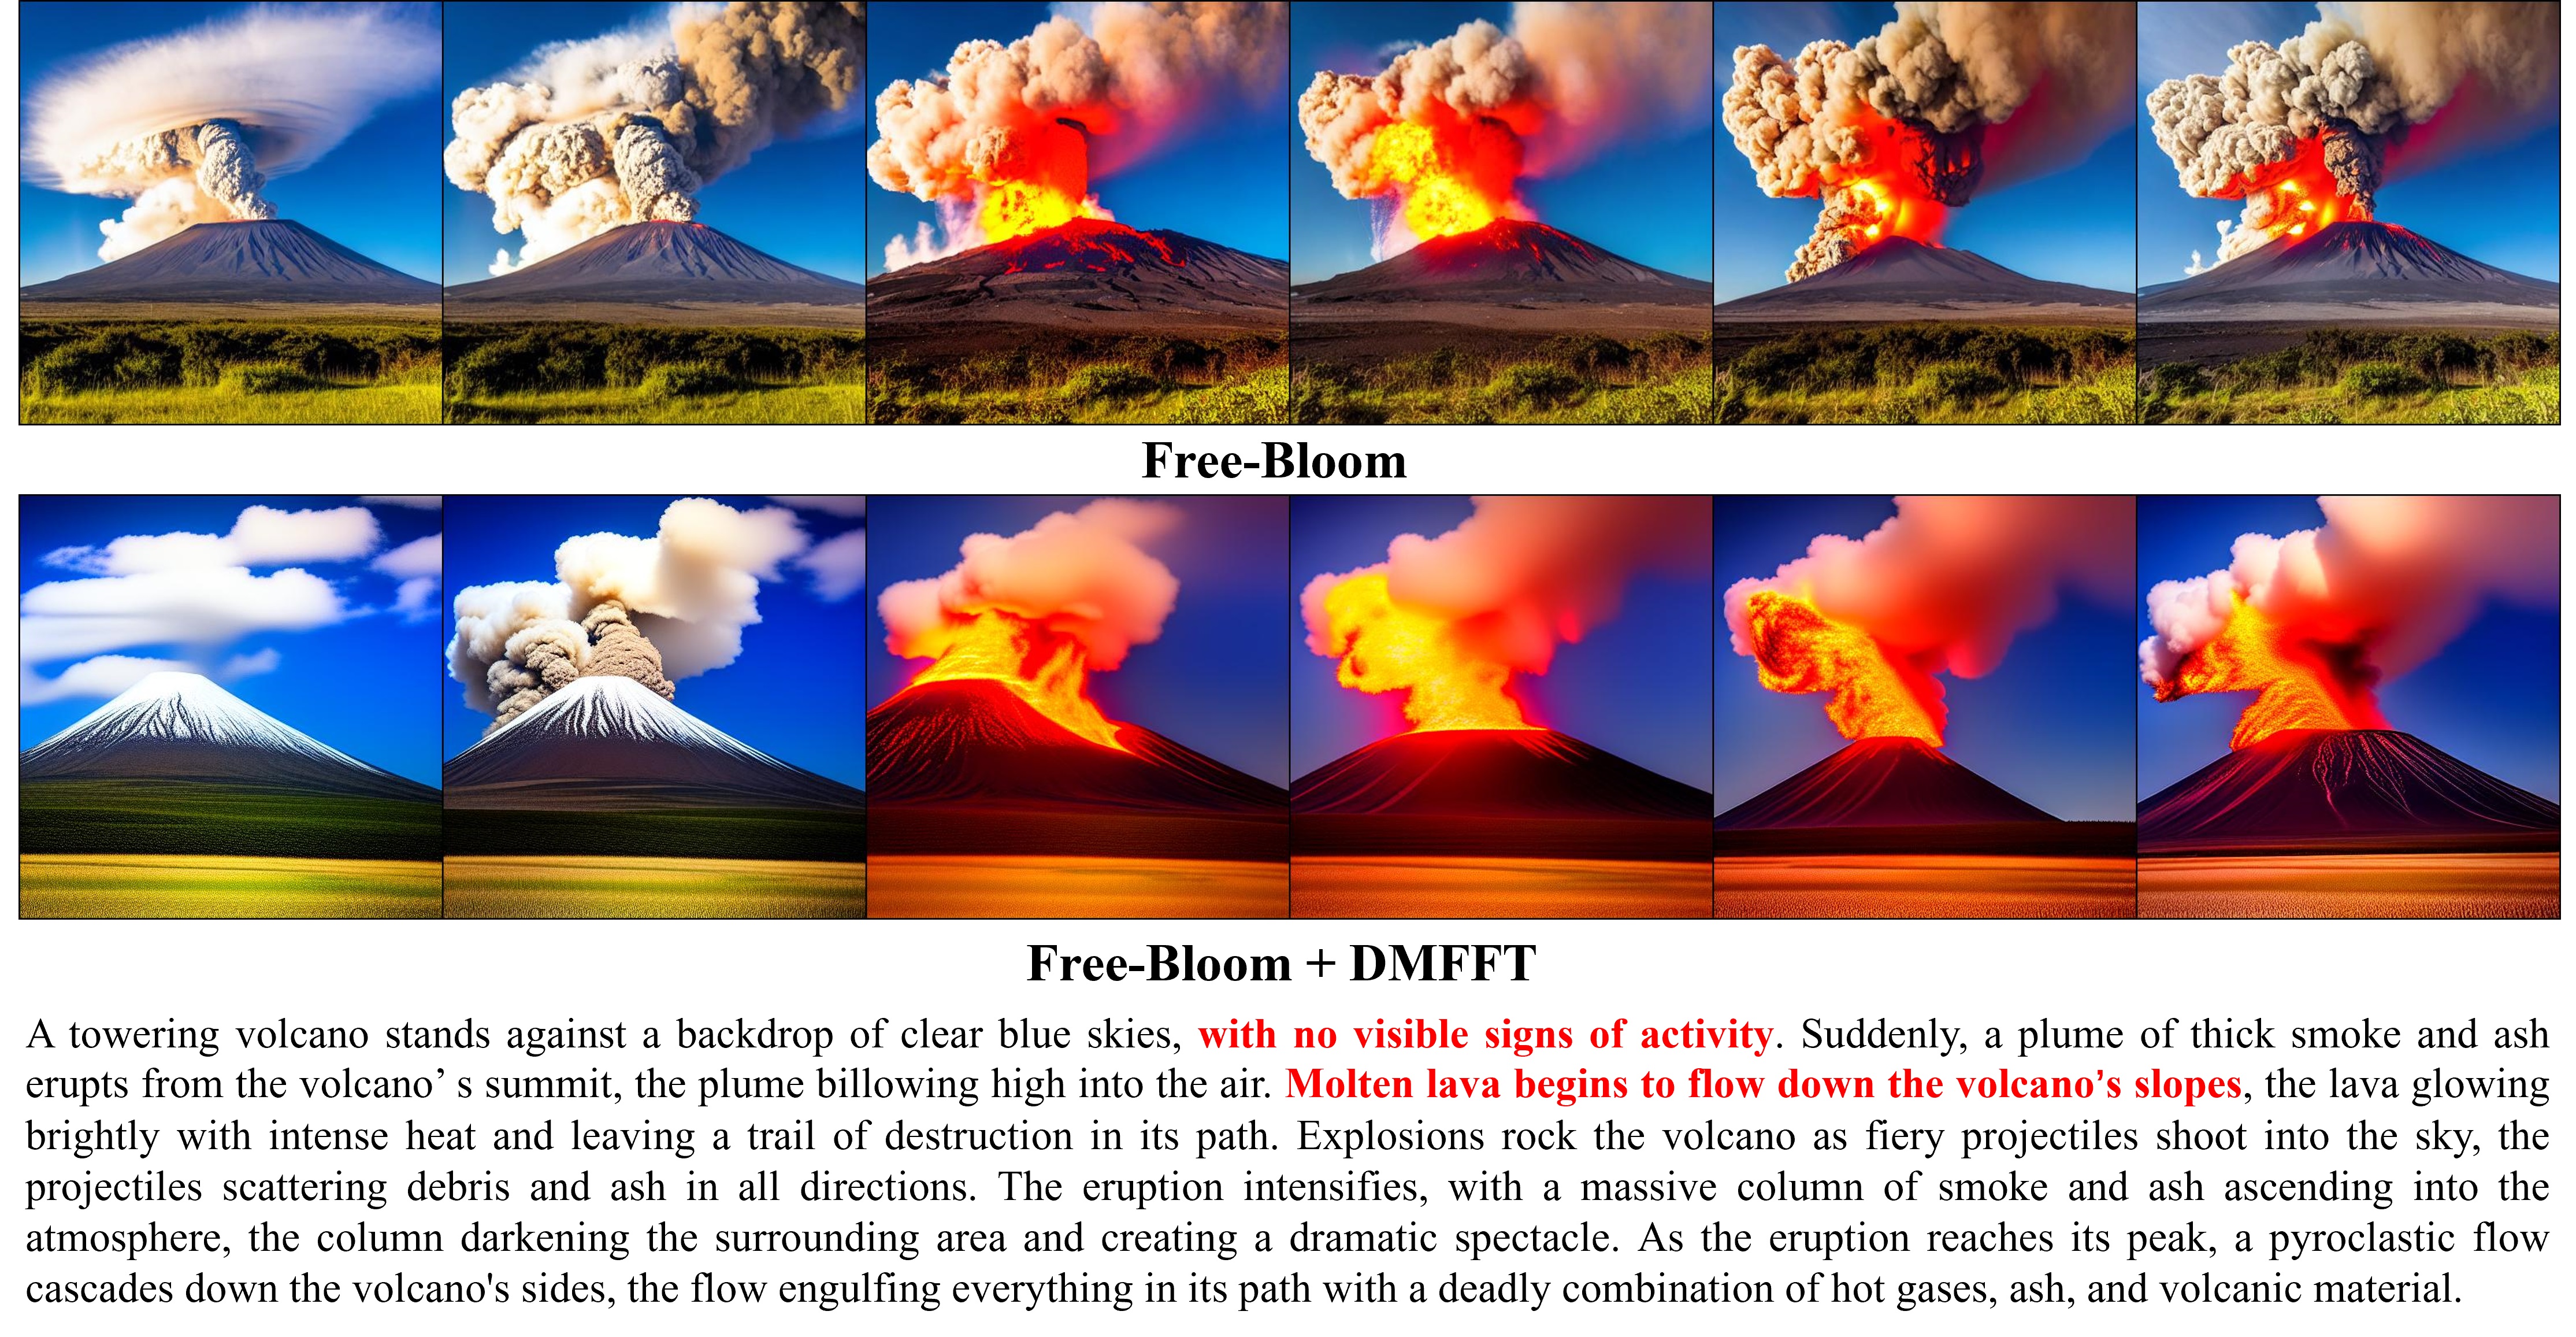 Free-Bloom
Free-Bloom + DMFFT
A towering volcano stands against a backdrop of clear blue skies, with no visible signs of activity. Suddenly, a plume of thick smoke and ash
erupts from the volcano’ s summit, the plume billowing high into the air. Molten lava begins to flow down the volcano’s slopes, the lava glowing
brightly with intense heat and leaving a trail of destruction in its path. Explosions rock the volcano as fiery projectiles shoot into the sky, the
projectiles scattering debris and ash in all directions. The eruption intensifies, with a massive column of smoke and ash ascending into the
atmosphere, the column darkening the surrounding area and creating a dramatic spectacle. As the eruption reaches its peak, a pyroclastic flow
cascades down the volcano's sides, the flow engulfing everything in its path with a deadly combination of hot gases, ash, and volcanic material.